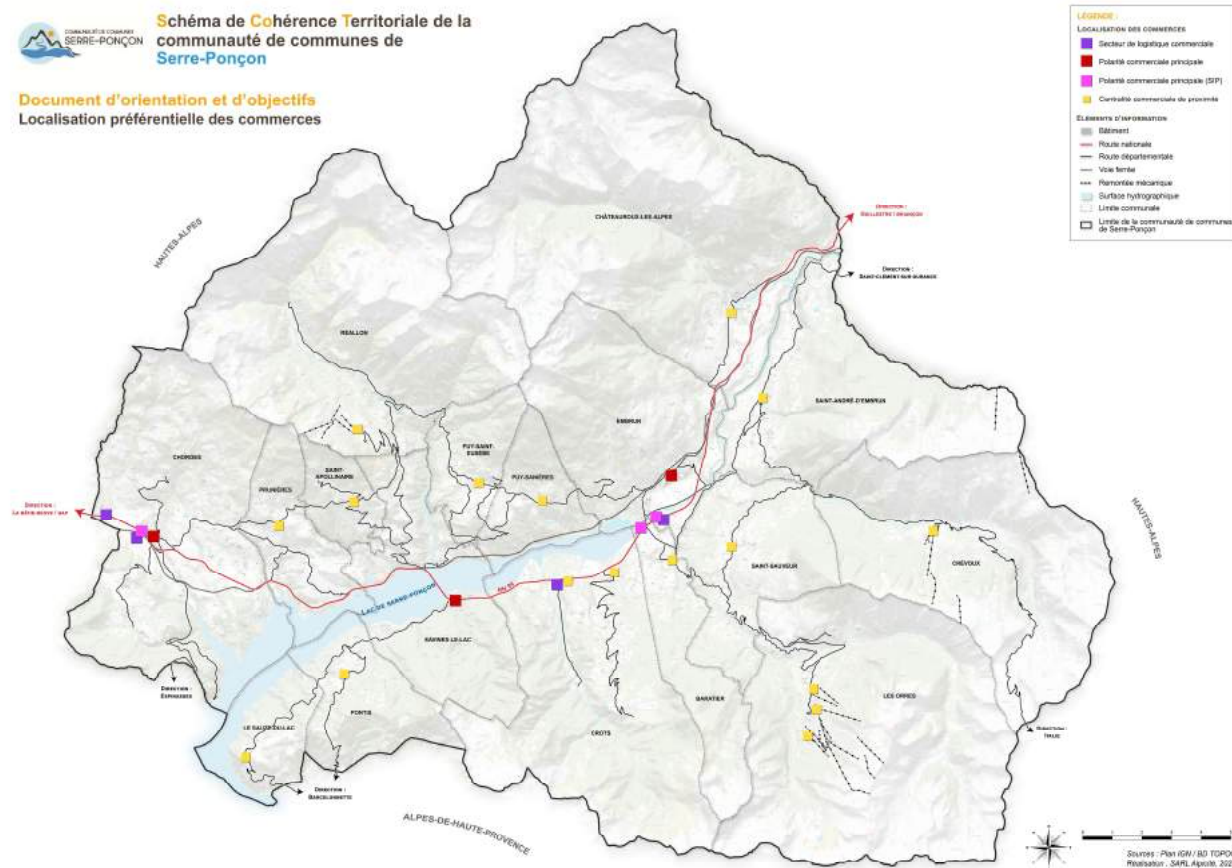 COMMUNAUTÉ DE COMMUNES
SERRE-PONÇON
Schéma de Cohérence Territoriale de la
communauté de communes de
Serre-Ponçon
Document d'orientation et d'objectifs
Localisation préférentielle des commerces
LÉGENDE :
LOCALISATION DES COMMERCES
Secteur de logistique commerciale
Polarité commerciale principale
Polarité commerciale principale (SIP)
Centralité commerciale de proximité
ÉLÉMENTS D'INFORMATION
Bâtiment
Route nationale
Route départementale
Voie ferrée
Remontée mécanique
Surface hydrographique
Limite communale
Limite de la communauté de communes
de Serre-Ponçon
HAUTES-ALPES
CHÂTEAUROUX-LES-ALPES
DIRECTION :
GUILLESTRE / BRIANÇON
DIRECTION :
SAINT-CLÉMENT-SUR-DURANCE
RÉALLON
SAINT-ANDRÉ-D'EMBRUN
EMBRUN
PUY-SAINT-
EUSÈBE
PUY-SANIÈRES
CHORGES
SAINT-
APOLLINAIRE
PRUNIÈRES
DIRECTION :
LA BÂTIE-NEUVE / GAP
HAUTES-ALPES
CRÉVOUX
SAINT-SAUVEUR
LAC DE SERRE-PONÇON
RN 94
SAVINES-LE-LAC
DIRECTION :
ESPINASSES
PONTIS
LE SAUZE-DU-LAC
BARATIER
LES ORRES
CROTS
DIRECTION :
ITALIE
DIRECTION :
BARCELONNETTE
ALPES-DE-HAUTE-PROVENCE
Sources : Plan IGN / BD TOPO
Réalisation : SARL Alpicité, 202